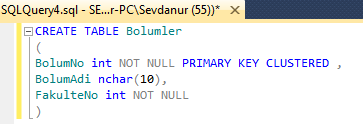 SQLQuery4.sql - SE...r-PC\Sevdanur (55))*
CREATE TABLE Bolumler
(
BolumNo int NOT NULL PRIMARY KEY CLUSTERED ,
BolumAdi nchar(10),
FakulteNo int NOT NULL
)